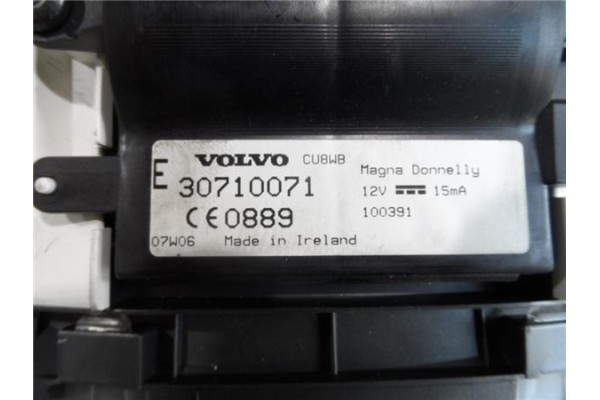 VOLVO CU8WB
E 30710071
CE0889
07W06 Made in Ireland
Magna Donnelly
12V 15mA
100391